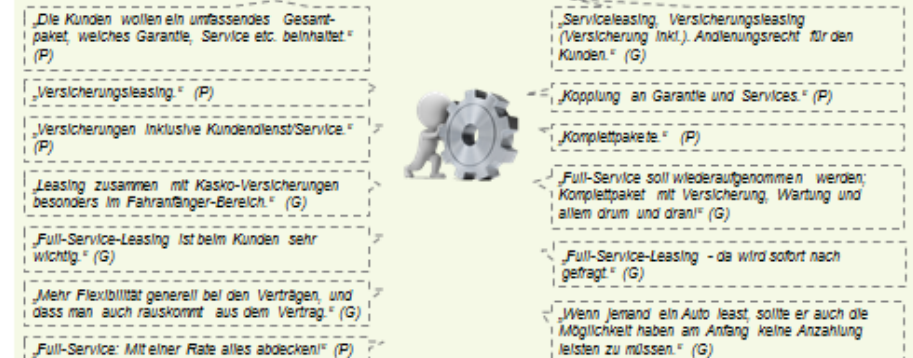 „Die Kunden wollen ein umfassendes Gesamt-
paket, welches Garantie, Service etc. beinhaltet.“
(P)
„Versicherungsleasing.“ (P)
„Versicherungen inklusive Kundendienst/Service.“
(P)
„Leasing zusammen mit Kasko-Versicherungen
besonders im Fahranfänger-Bereich.“ (G)
„Full-Service-Leasing ist beim Kunden sehr
wichtig.“ (G)
„Mehr Flexibilität generell bei den Verträgen, und
dass man auch rauskommt aus dem Vertrag.“ (G)
„Full-Service: Mit einer Rate alles abdecken!“ (P)
„Serviceleasing, Versicherungsleasing
(Versicherung inkl.). Andienungsrecht für den
Kunden.“ (G)
„Kopplung an Garantie und Services.“ (P)
„Komplettpakete.“ (P)
„Full-Service soll wiederaufgenommen werden;
Komplettpaket mit Versicherung, Wartung und
allem drum und dran!“ (G)
„Full-Service-Leasing - da wird sofort nach
gefragt.“ (G)
„Wenn jemand ein Auto least, sollte er auch die
Möglichkeit haben am Anfang keine Anzahlung
leisten zu müssen.“ (G)